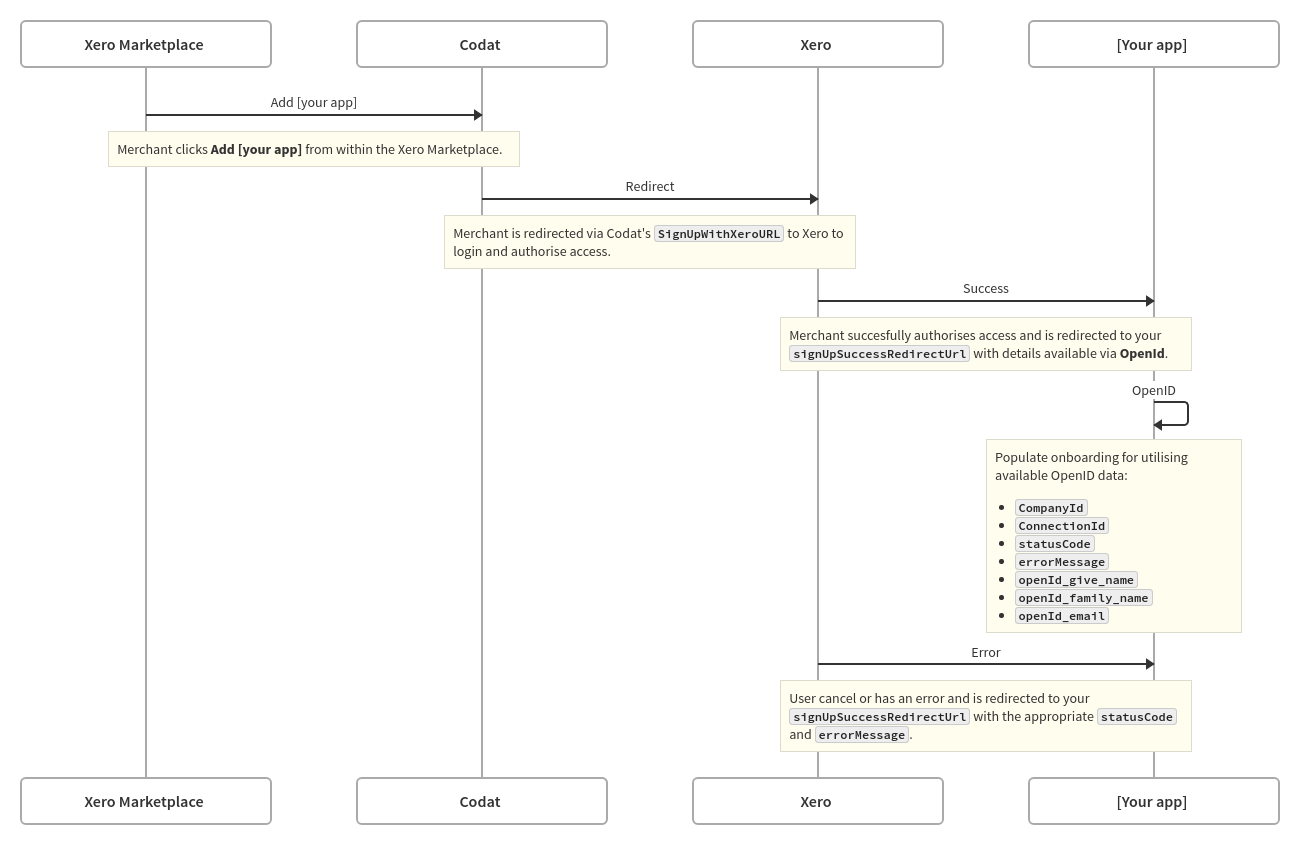 Xero Marketplace
Codat
Xero
[Your app]
Add [your app]
Merchant clicks Add [your app] from within the Xero Marketplace.
Redirect
Merchant is redirected via Codat's SignUpWithXeroURL to Xero to
login and authorise access.
Success
Merchant succesfully authorises access and is redirected to your
signUpSuccessRedirectUrl with details available via OpenId.
OpenID
Populate onboarding for utilising
available OpenID data:
CompanyId
ConnectionId
statusCode
errorMessage
openId_give_name
openId_family_name
openId_email
Error
User cancel or has an error and is redirected to your
signUpSuccessRedirectUrl with the appropriate statusCode
and errorMessage.
Xero Marketplace
Codat
Xero
[Your app]